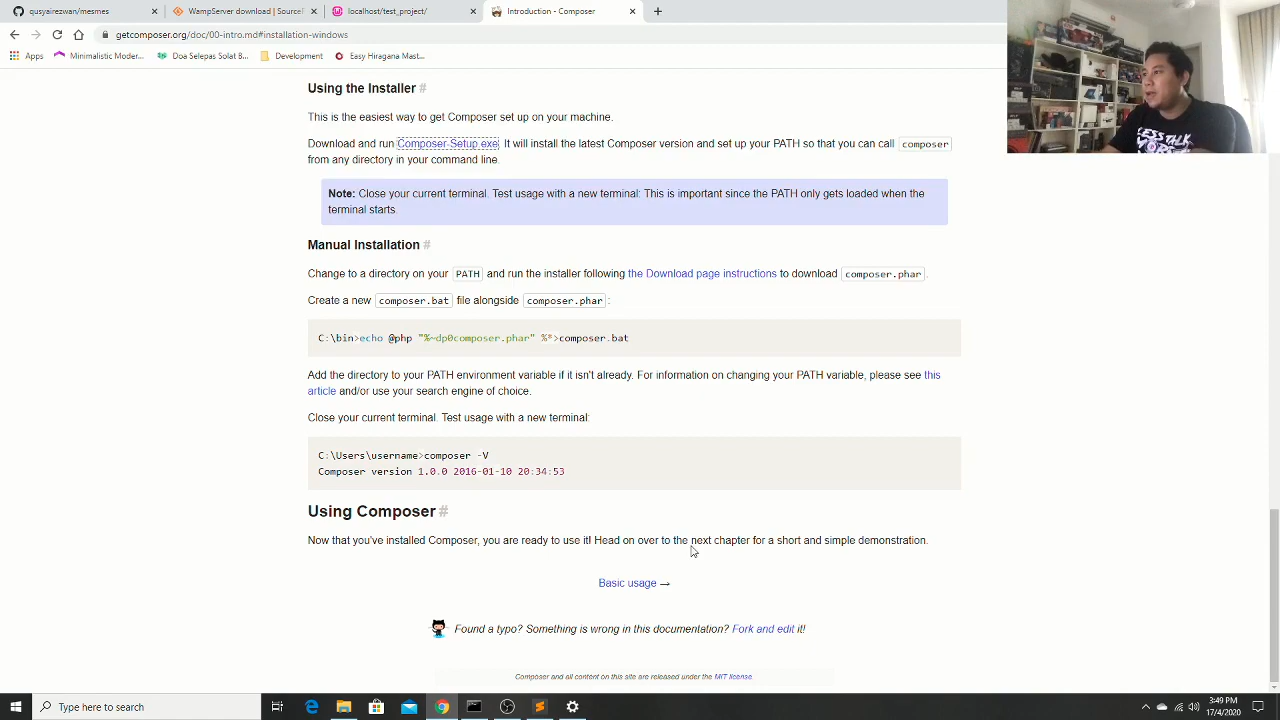 qusyairezwan/mesmes
WampServer download | SourceF
localhost/test_project/
Introduction - Composer
getcomposer.org/doc/00-intro.md#installation-windows
Apps
Minimalistic Moder...
Doa Selepas Solat B...
Development
Easy Hiragana Mast...
Using the Installer #
This is the easiest way to get Composer set up on your machine.
Download and run Composer-Setup.exe. It will install the latest Composer version and set up your PATH so that you can call composer
from any directory in your command line.
Note: Close your current terminal. Test usage with a new terminal: This is important since the PATH only gets loaded when the
terminal starts.
Manual Installation #
Change to a directory on your PATH and run the installer following the Download page instructions to download composer.phar.
Create a new composer.bat file alongside composer.phar:
C:\bin>echo @php "%~dp0composer.phar" %*>composer.bat
Add the directory to your PATH environment variable if it isn't already. For information on changing your PATH variable, please see this
article and/or use your search engine of choice.
Close your current terminal. Test usage with a new terminal:
C:\Users\username>composer -V
Composer version 1.0.0 2016-01-10 20:34:53
Using Composer #
Now that you've installed Composer, you are ready to use it! Head on over to the next chapter for a short and simple demonstration.
Basic usage →
Found a typo? Something is wrong in this documentation? Fork and edit it!
Composer and all content on this site are released under the MIT license.
Type here to search
3:49 PM
17/4/2020